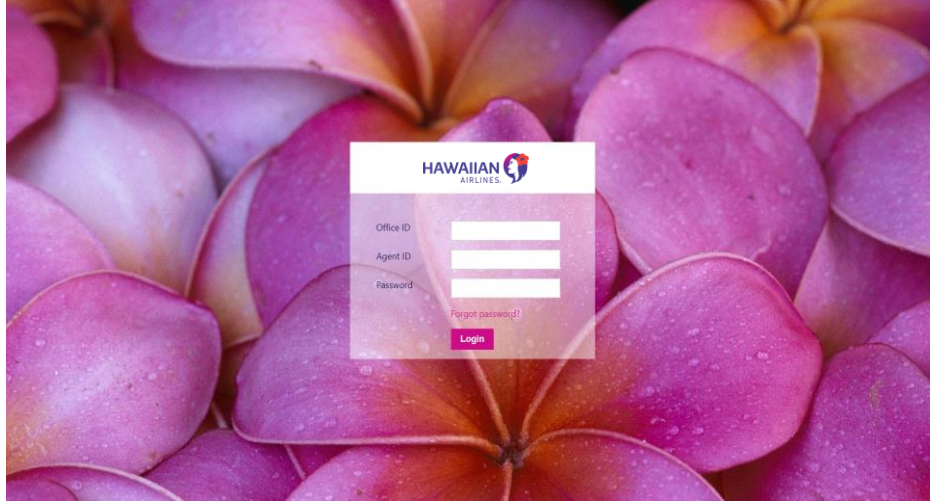 HAWAIIAN
AIRLINES.
Office ID
Agent ID
Password
Forgot password?
Login